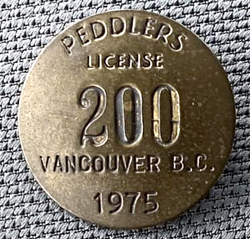 PEDDLERS
LICENSE
200
VANCOUVER B.C.
1975